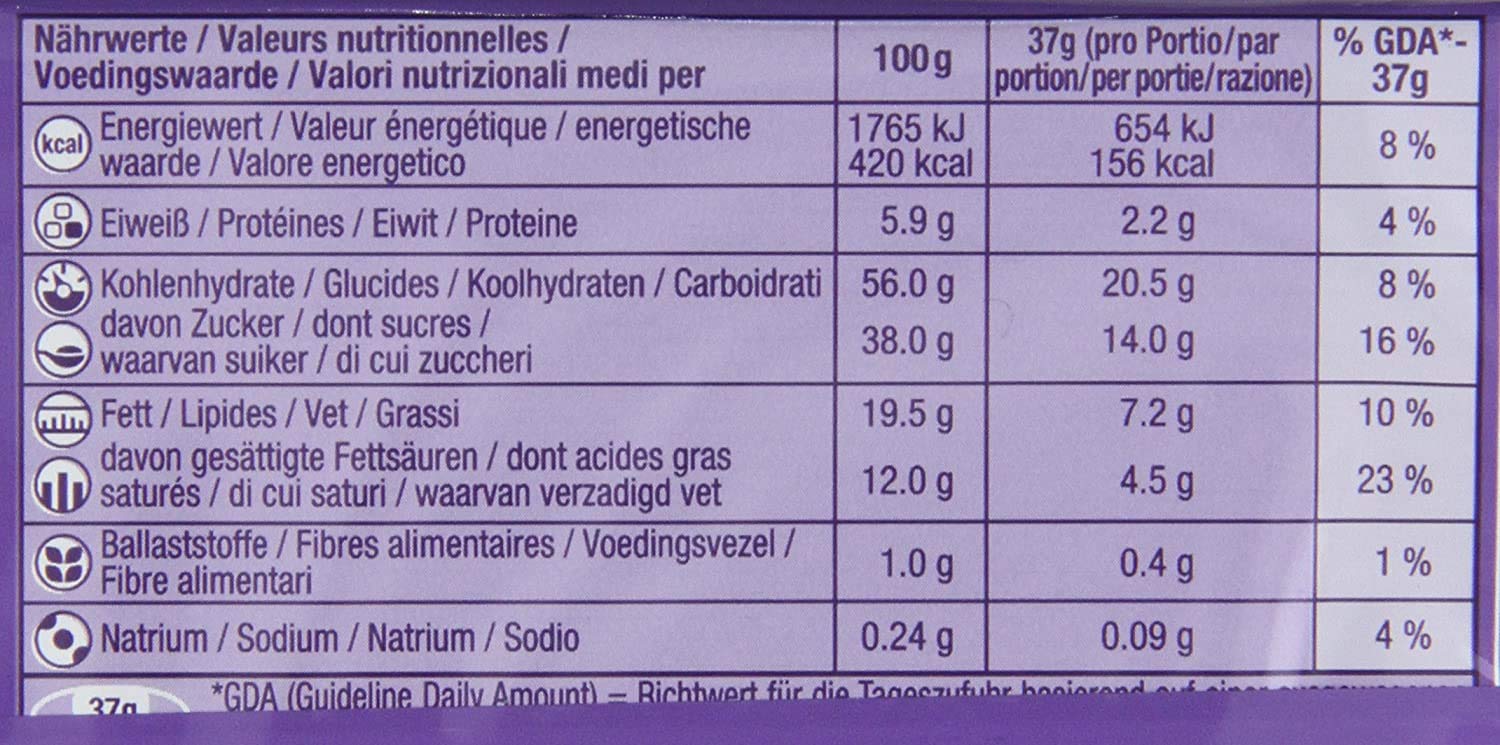 Nährwerte / Valeurs nutritionnelles /
Voedingswaarde / Valori nutrizionali medi per
100g
37g (pro Portio/par
portion/per portie/razione)
% GDA*-
37g
kcal
Energiewert / Valeur énergétique / energetische
waarde / Valore energetico
1765 kJ
420 kcal
654 kJ
156 kcal
8 %
Eiweiß / Protéines / Eiwit / Proteine
5.9 g
2.2 g
4 %
Kohlenhydrate / Glucides / Koolhydraten / Carboidrati
56.0 g
20.5 g
8 %
davon Zucker / dont sucres /
waarvan suiker / di cui zuccheri
38.0 g
14.0 g
16 %
Fett / Lipides / Vet / Grassi
19.5 g
7.2 g
10 %
davon gesättigte Fettsäuren / dont acides gras
saturés / di cui saturi / waarvan verzadigd vet
12.0 g
4.5 g
23 %
Ballaststoffe / Fibres alimentaires / Voedingsvezel /
Fibre alimentari
1.0 g
0.4 g
1 %
Natrium / Sodium / Natrium / Sodio
0.24 g
0.09 g
4 %
37g
*GDA (Guideline Daily Amount) – Richtwert für die Tageszufuhr basierend auf einer